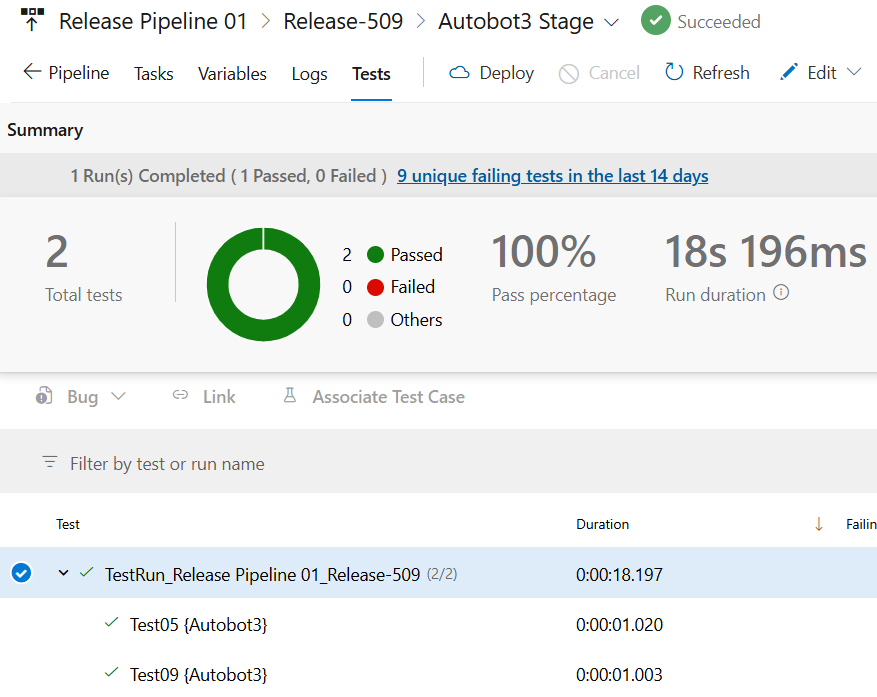 Release Pipeline 01 > Release-509 > Autobot3 Stage Succeeded
← Pipeline Tasks Variables Logs Tests Deploy Cancel Refresh Edit
Summary
1 Run(s) Completed ( 1 Passed, 0 Failed ) 9 unique failing tests in the last 14 days
2
Total tests
2 Passed
0 Failed
0 Others
100%
Pass percentage
18s 196ms
Run duration
Bug Link Associate Test Case
Filter by test or run name
Test Duration ↓ Failin
TestRun_Release Pipeline 01_Release-509 (2/2) 0:00:18.197
Test05 {Autobot3} 0:00:01.020
Test09 {Autobot3} 0:00:01.003